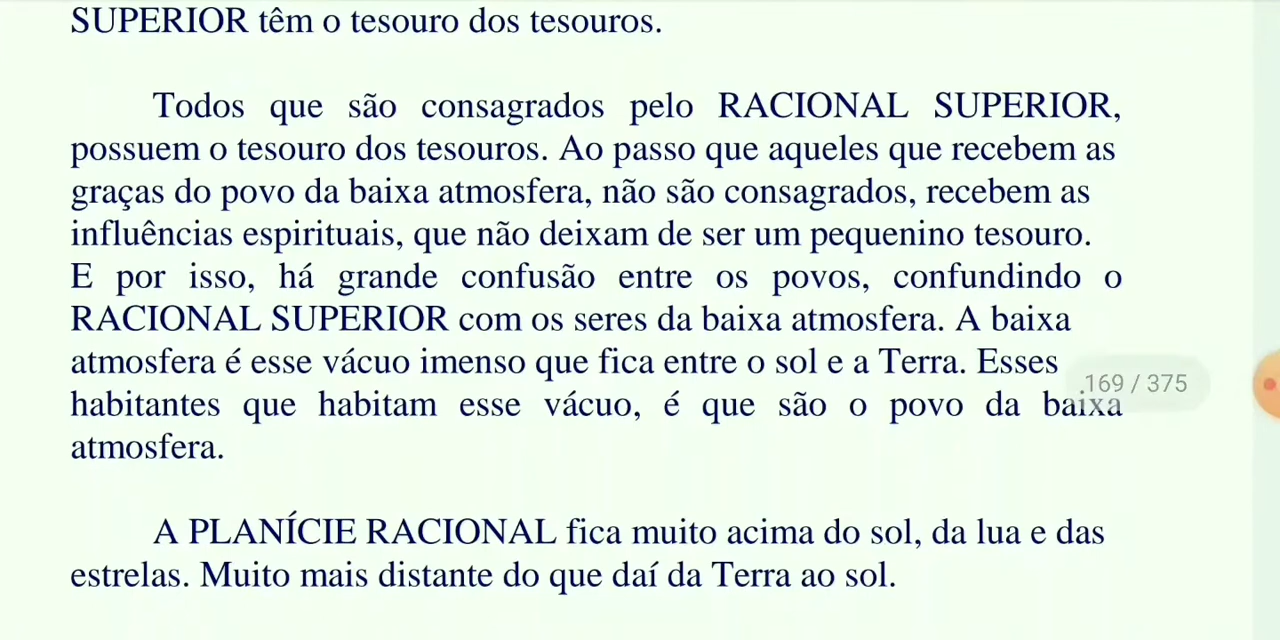 SUPERIOR têm o tesouro dos tesouros.
Todos que são consagrados pelo RACIONAL SUPERIOR,
possuem o tesouro dos tesouros. Ao passo que aqueles que recebem as
graças do povo da baixa atmosfera, não são consagrados, recebem as
influências espirituais, que não deixam de ser um pequenino tesouro.
E por isso, há grande confusão entre os povos, confundindo o
RACIONAL SUPERIOR com os seres da baixa atmosfera. A baixa
atmosfera é esse vácuo imenso que fica entre o sol e a Terra. Esses
169 / 375
habitantes que habitam esse vácuo, é que são o povo da baixa
atmosfera.
A PLANÍCIE RACIONAL fica muito acima do sol, da lua e das
estrelas. Muito mais distante do que daí da Terra ao sol.